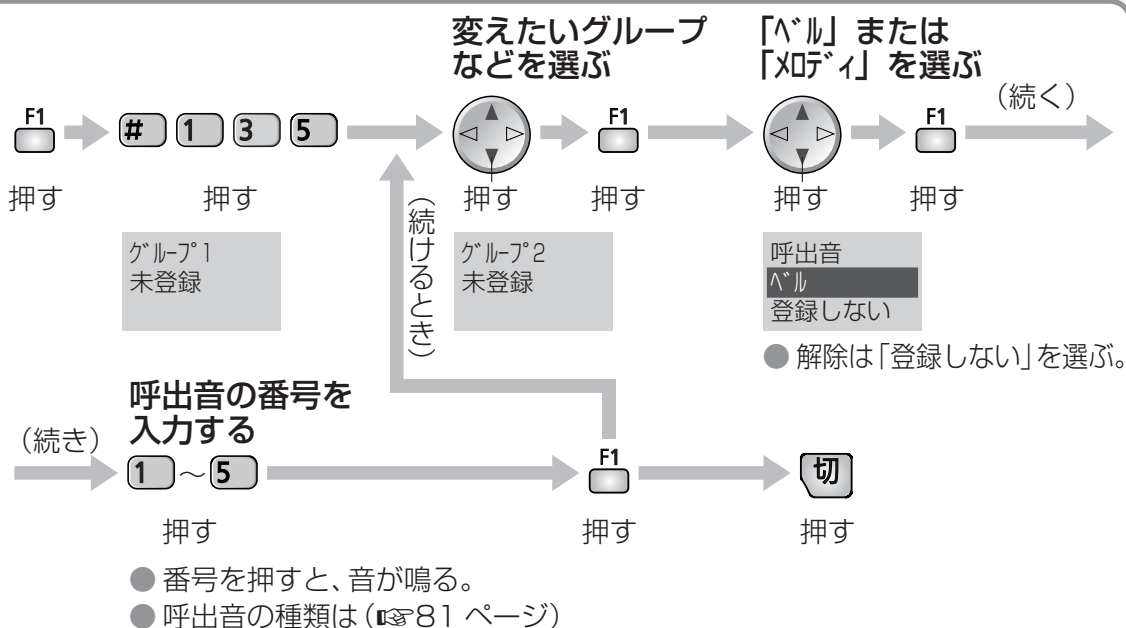 変えたいグループ
などを選ぶ
「ﾍﾞﾙ」または
「ﾒﾛﾃﾞｨ」を選ぶ
(続く)
F1
# 1 3 5
F1
F1
押す
押す
押す
押す
押す
押す
ｸﾞﾙｰﾌﾟ1
未登録
(続けるとき)
ｸﾞﾙｰﾌﾟ2
未登録
呼出音
ﾍﾞﾙ
登録しない
●解除は「登録しない」を選ぶ。
(続き)
呼出音の番号を
入力する
1～5
F1
切
押す
押す
押す
●番号を押すと、音が鳴る。
●呼出音の種類は(☞81 ページ)